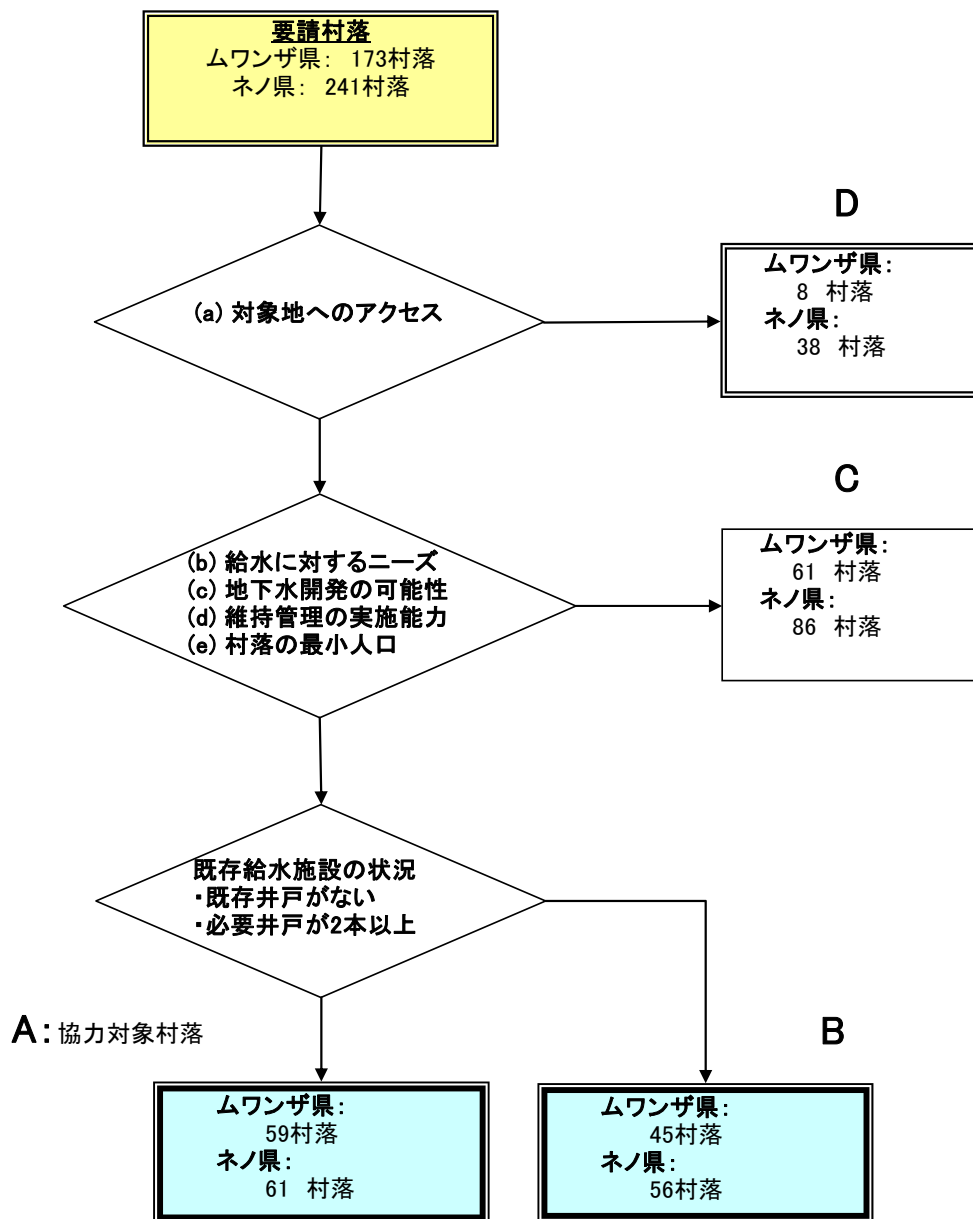 要請村落
ムワンザ県： 173村落
ネノ県： 241村落
D
(a) 対象地へのアクセス
ムワンザ県：
8 村落
ネノ県：
38 村落
C
(b) 給水に対するニーズ
(c) 地下水開発の可能性
(d) 維持管理の実施能力
(e) 村落の最小人口
ムワンザ県：
61 村落
ネノ県：
86 村落
既存給水施設の状況
・既存井戸がない
・必要井戸が2本以上
A：協力対象村落
B
ムワンザ県：
59村落
ネノ県：
61 村落
ムワンザ県：
45村落
ネノ県：
56村落